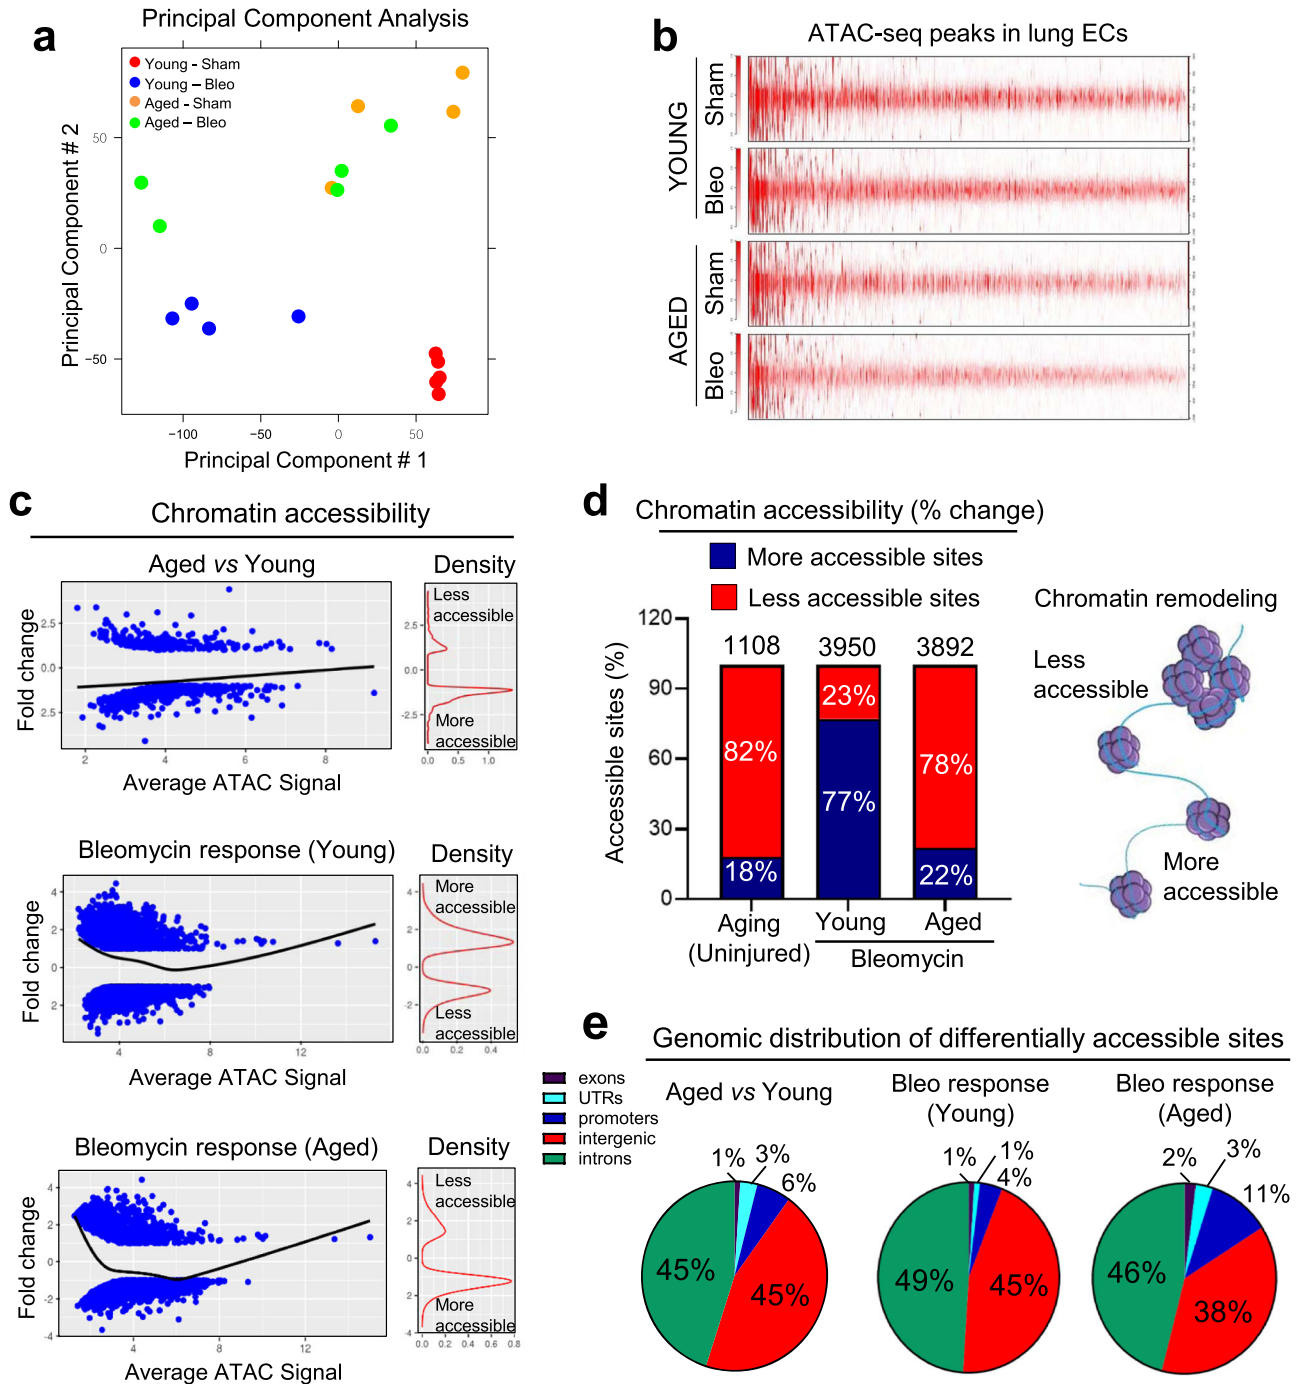 a
Principal Component Analysis
Young - Sham
Young – Bleo
Aged - Sham
Aged – Bleo
Principal Component # 2
50
0
−50
−100
−50
0
50
Principal Component # 1
b
ATAC-seq peaks in lung ECs
YOUNG
Sham
Bleo
AGED
Sham
Bleo
c
Chromatin accessibility
Aged vs Young
Density
Fold change
2.5
0.0
2.5
2
4
6
8
Average ATAC Signal
Less
accessible
More
accessible
2.5
0.0
-2.5
0.0
0.5
1.0
Bleomycin response (Young)
Density
Fold change
4
2
0
2
4
8
12
Average ATAC Signal
More
accessible
Less
accessible
4
2
0
2
0.0
0.2
0.4
Bleomycin response (Aged)
Density
Fold change
4
2
0
-2
-4
4
8
12
Average ATAC Signal
Less
accessible
More
accessible
4
2
0
2
4
0.0
0.2
0.4
0.6
0.8
d
Chromatin accessibility (% change)
More accessible sites
Less accessible sites
Accessible sites (%)
120
90
60
30
0
1108
3950
3892
82%
18%
23%
77%
78%
22%
Aging
(Uninjured)
Young
Aged
Bleomycin
Chromatin remodeling
Less
accessible
More
accessible
e
Genomic distribution of differentially accessible sites
exons
UTRs
promoters
intergenic
introns
Aged vs Young
1%
3%
6%
45%
45%
Bleo response
(Young)
1%
1%
4%
45%
49%
Bleo response
(Aged)
2%
3%
11%
38%
46%